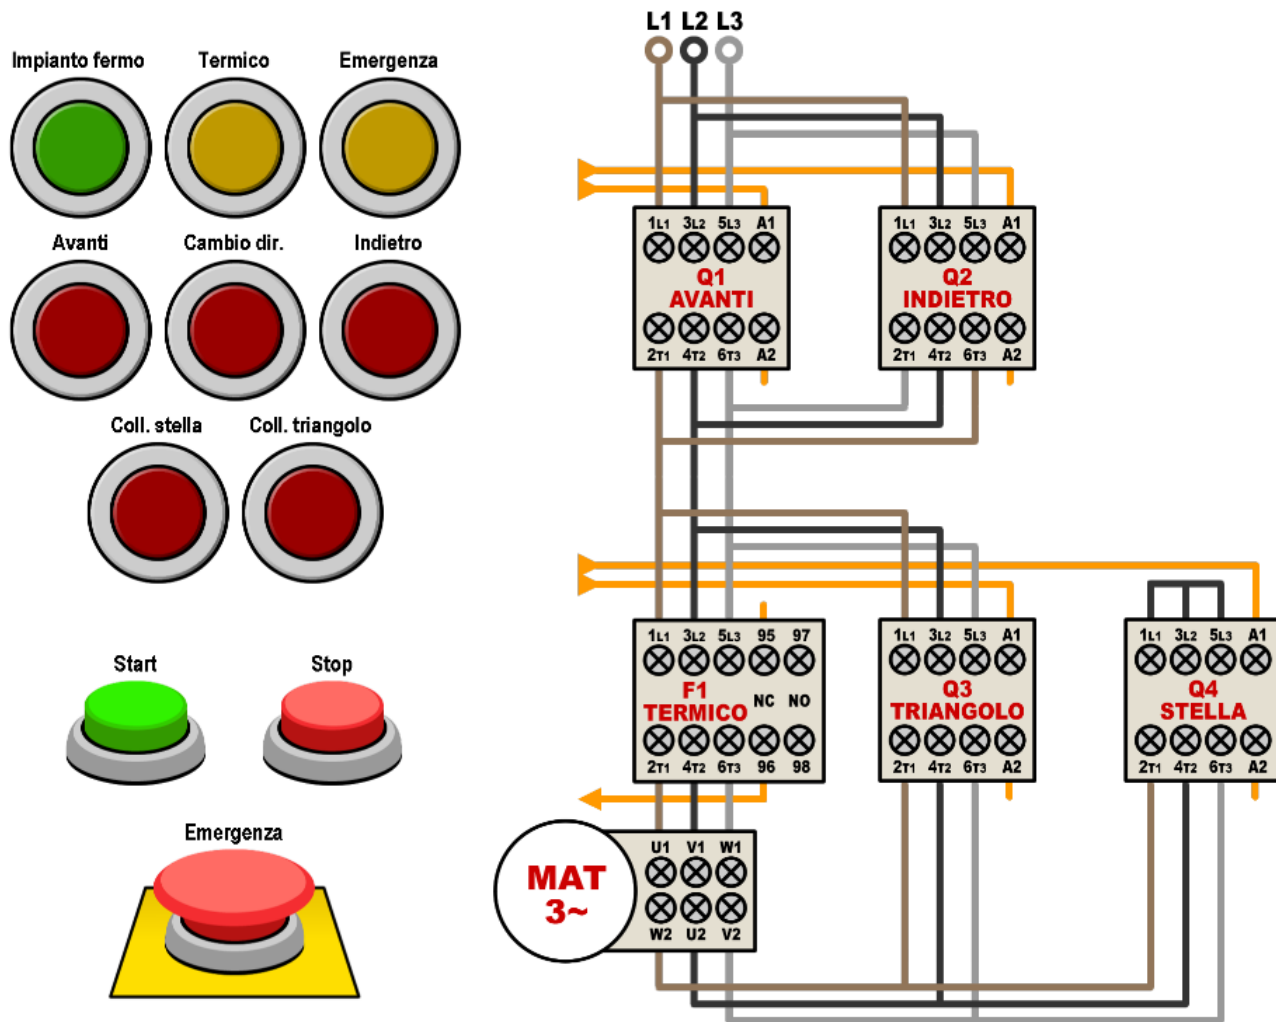 L1 L2 L3
Impianto fermo Termico Emergenza
Avanti Cambio dir. Indietro
Coll. stella Coll. triangolo
Start Stop
Emergenza
1L1 3L2 5L3 A1
Q1
AVANTI
2T1 4T2 6T3 A2
1L1 3L2 5L3 A1
Q2
INDIETRO
2T1 4T2 6T3 A2
1L1 3L2 5L3 95 97
F1
TERMICO
NC NO
2T1 4T2 6T3 96 98
1L1 3L2 5L3 A1
Q3
TRIANGOLO
2T1 4T2 6T3 A2
1L1 3L2 5L3 A1
Q4
STELLA
2T1 4T2 6T3 A2
MAT
3~
U1 V1 W1
W2 U2 V2